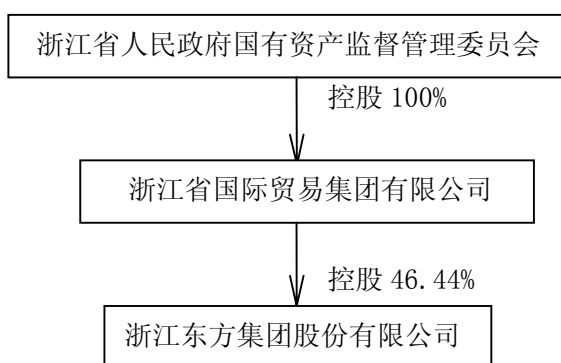 浙江省人民政府国有资产监督管理委员会
控股 100%
浙江省国际贸易集团有限公司
控股 46.44%
浙江东方集团股份有限公司